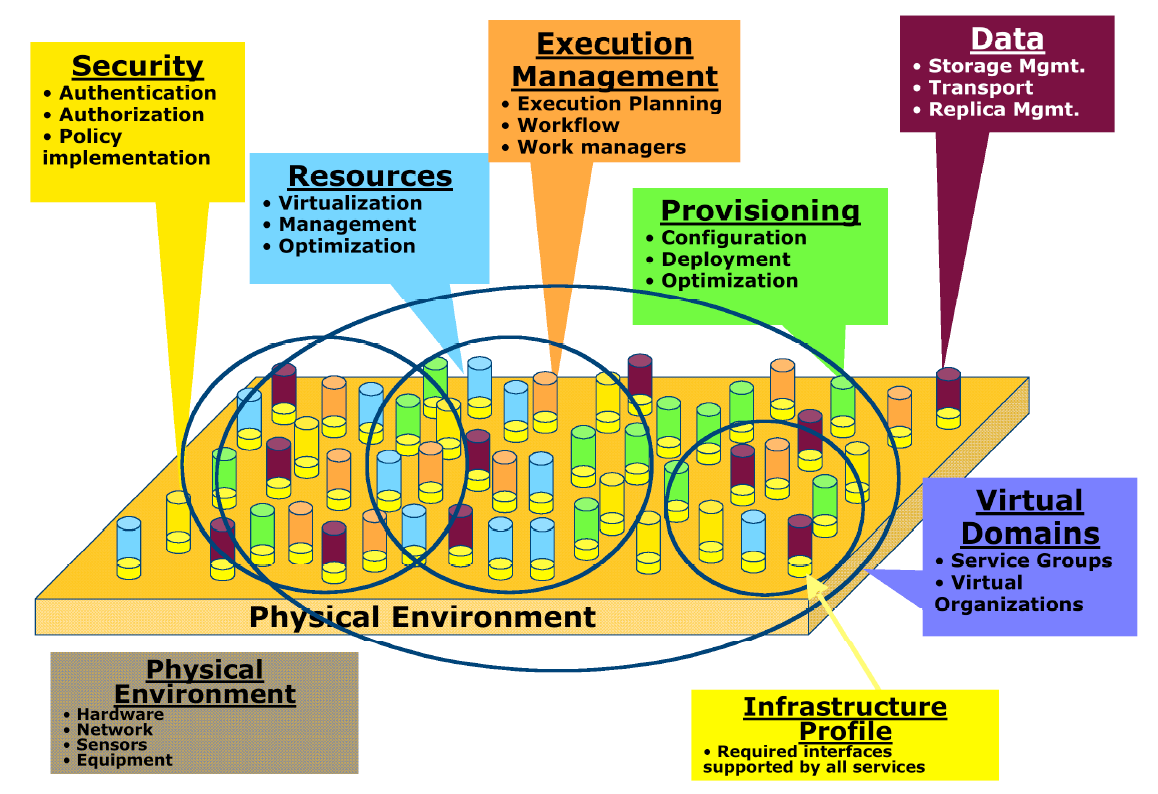 Security
• Authentication
• Authorization
• Policy
implementation
Execution
Management
• Execution Planning
• Workflow
• Work managers
Data
• Storage Mgmt.
• Transport
• Replica Mgmt.
Resources
• Virtualization
• Management
• Optimization
Provisioning
• Configuration
• Deployment
• Optimization
Virtual
Domains
• Service Groups
• Virtual
Organizations
Physical Environment
Physical
Environment
• Hardware
• Network
• Sensors
• Equipment
Infrastructure
Profile
• Required interfaces
supported by all services